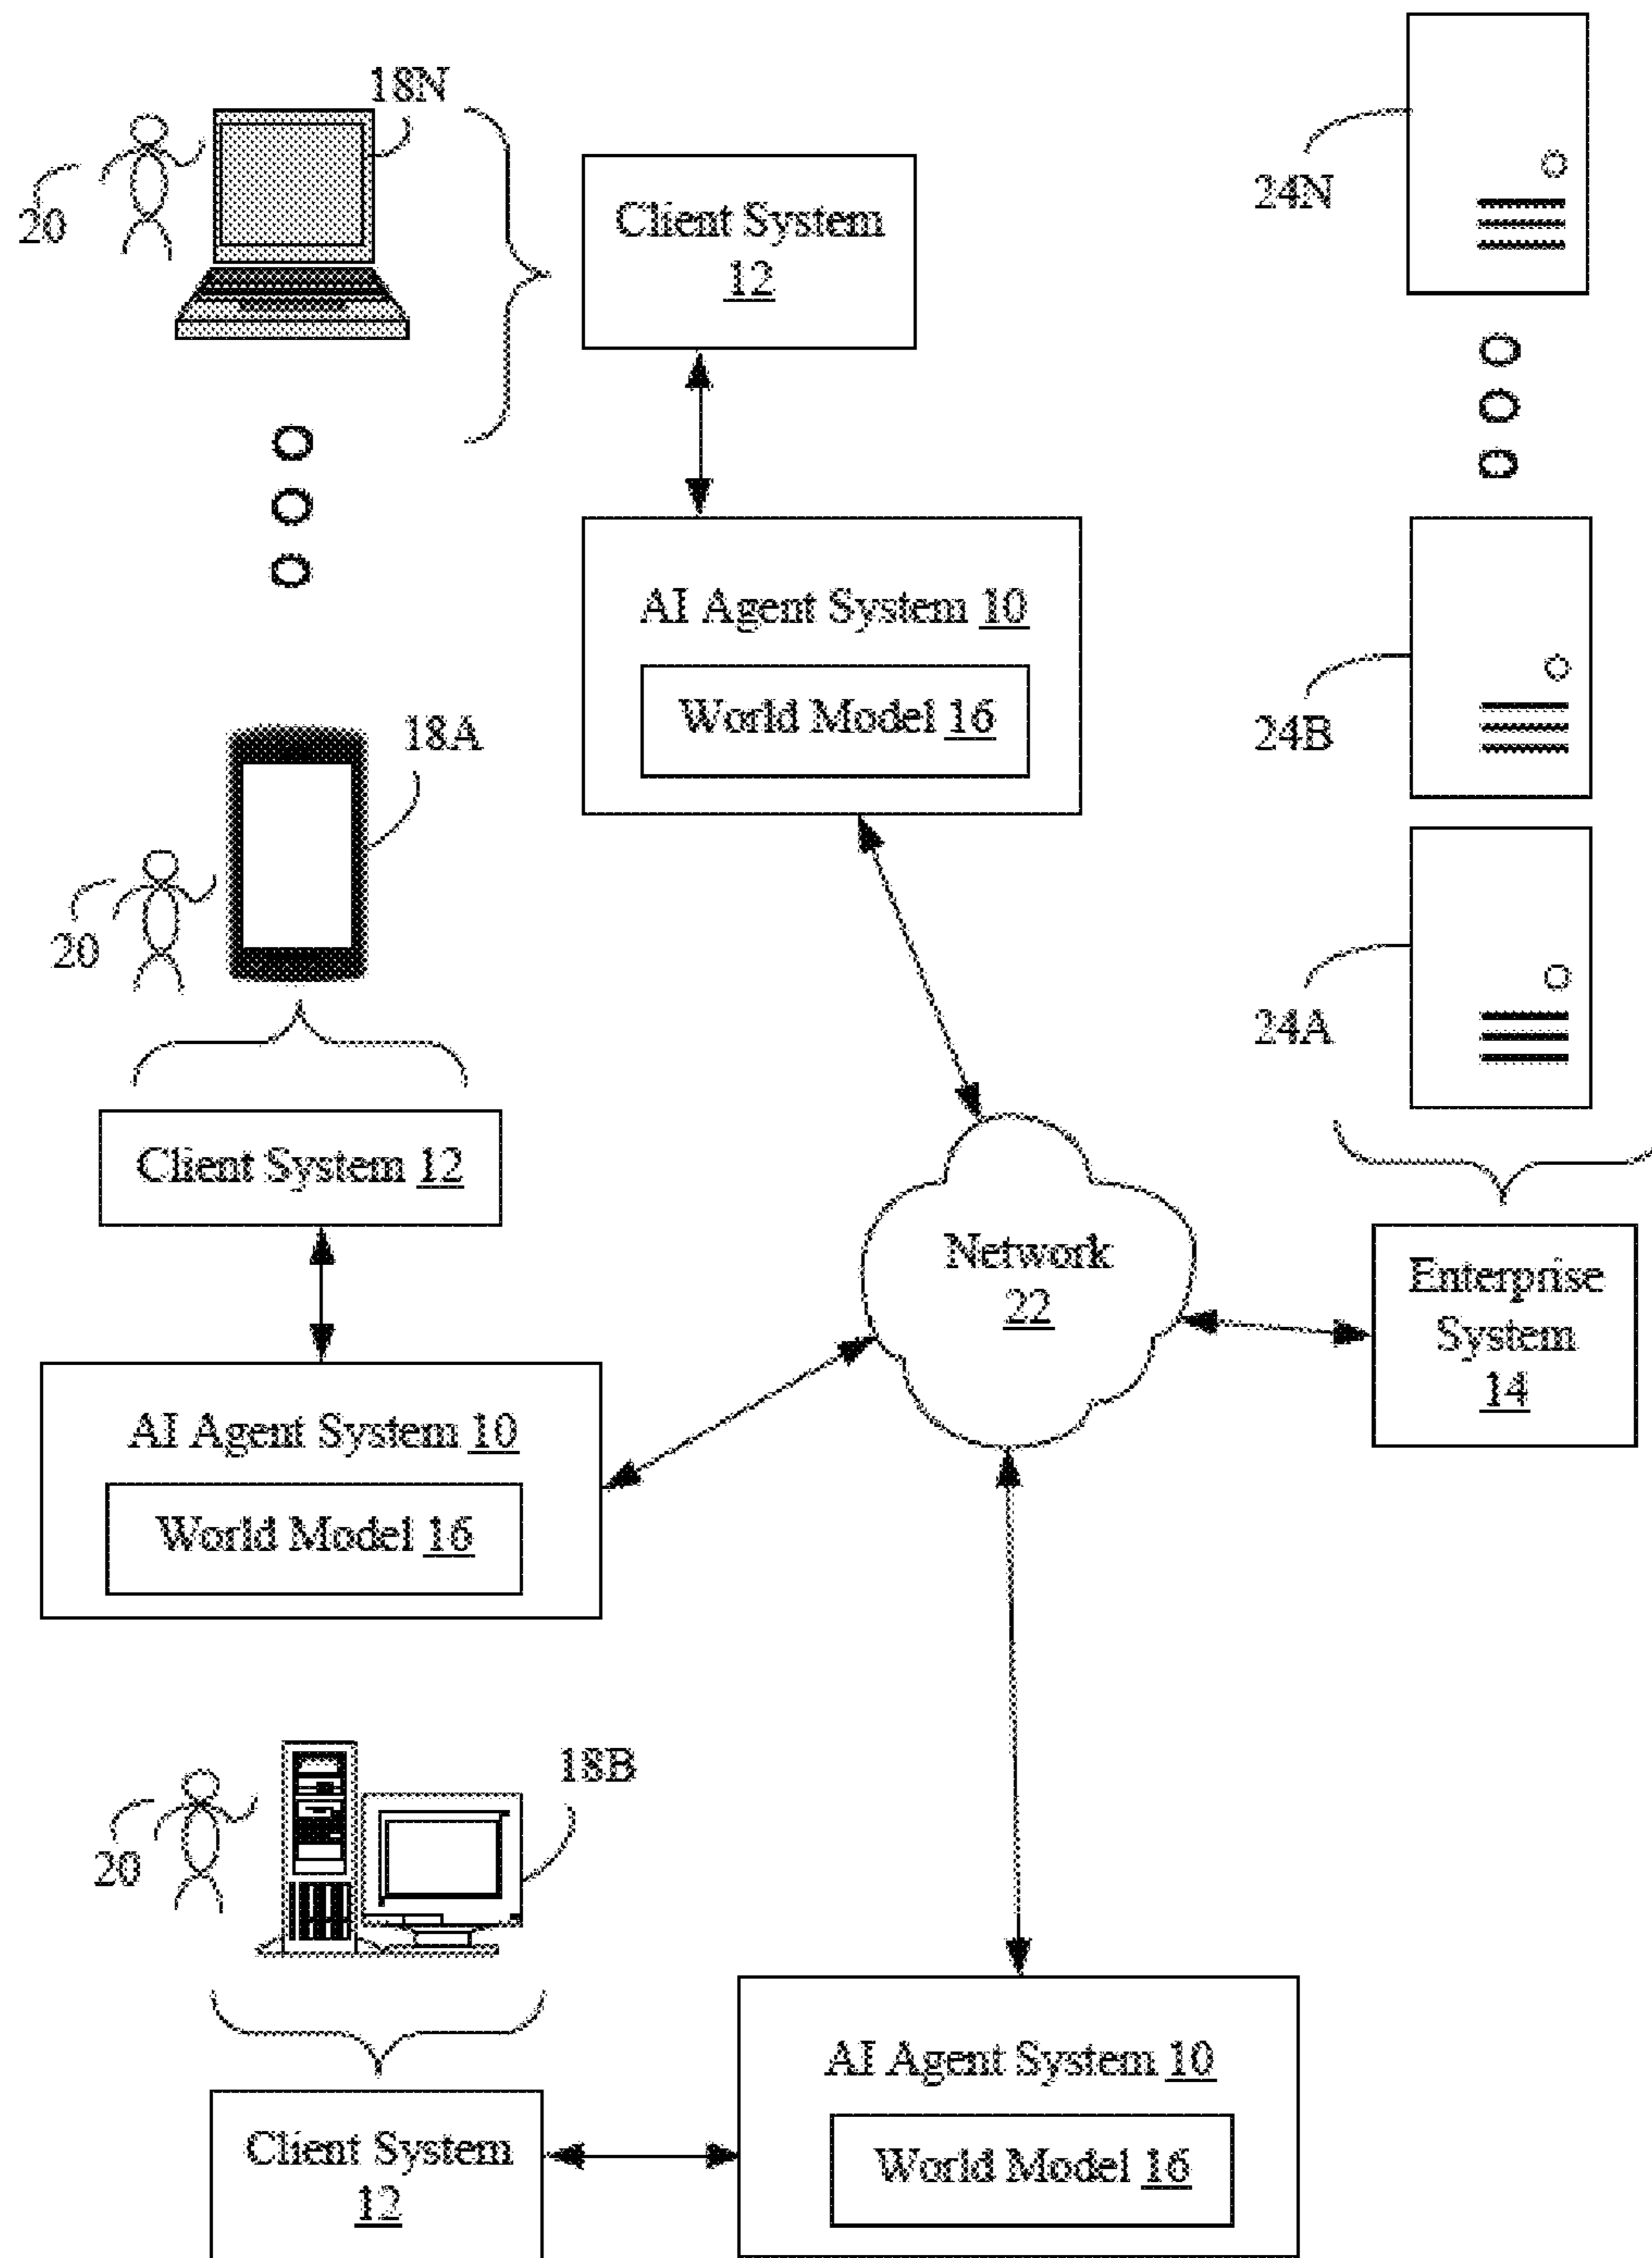 18N
20
Client System
12
24N
AI Agent System 10
World Model 16
24B
18A
20
24A
Client System 12
Network
22
Enterprise
System
14
AI Agent System 10
World Model 16
18B
20
AI Agent System 10
World Model 16
Client System
12